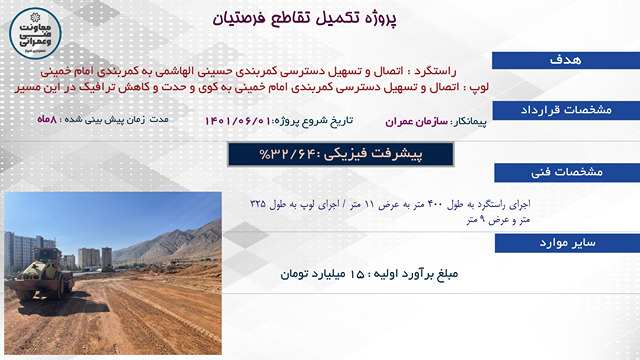 پروژه تکمیل تقاطع فرصتیان
معاونت
فنی
وعمرانی
شهرداری شیراز
هدف
راستگرد : اتصال و تسهیل دسترسی کمربندی حسینی الهاشمی به کمربندی امام خمینی
لوپ : اتصال و تسهیل دسترسی کمربندی امام خمینی به کوی و حدت و کاهش ترافیک در این مسیر
مشخصات قرارداد
پیمانکار: سازمان عمران تاریخ شروع پروژه:۱۴۰۱/۰۶/۰۱ مدت زمان پیش بینی شده : ۸ماه
پیشرفت فیزیکی :۳۲/۶۴%
مشخصات فنی
اجرای راستگرد به طول ۴۰۰ متر به عرض ۱۱ متر / اجرای لوپ به طول ۳۲۵
متر و عرض ۹ متر
سایر موارد
مبلغ برآورد اولیه : ۱۵ میلیارد تومان